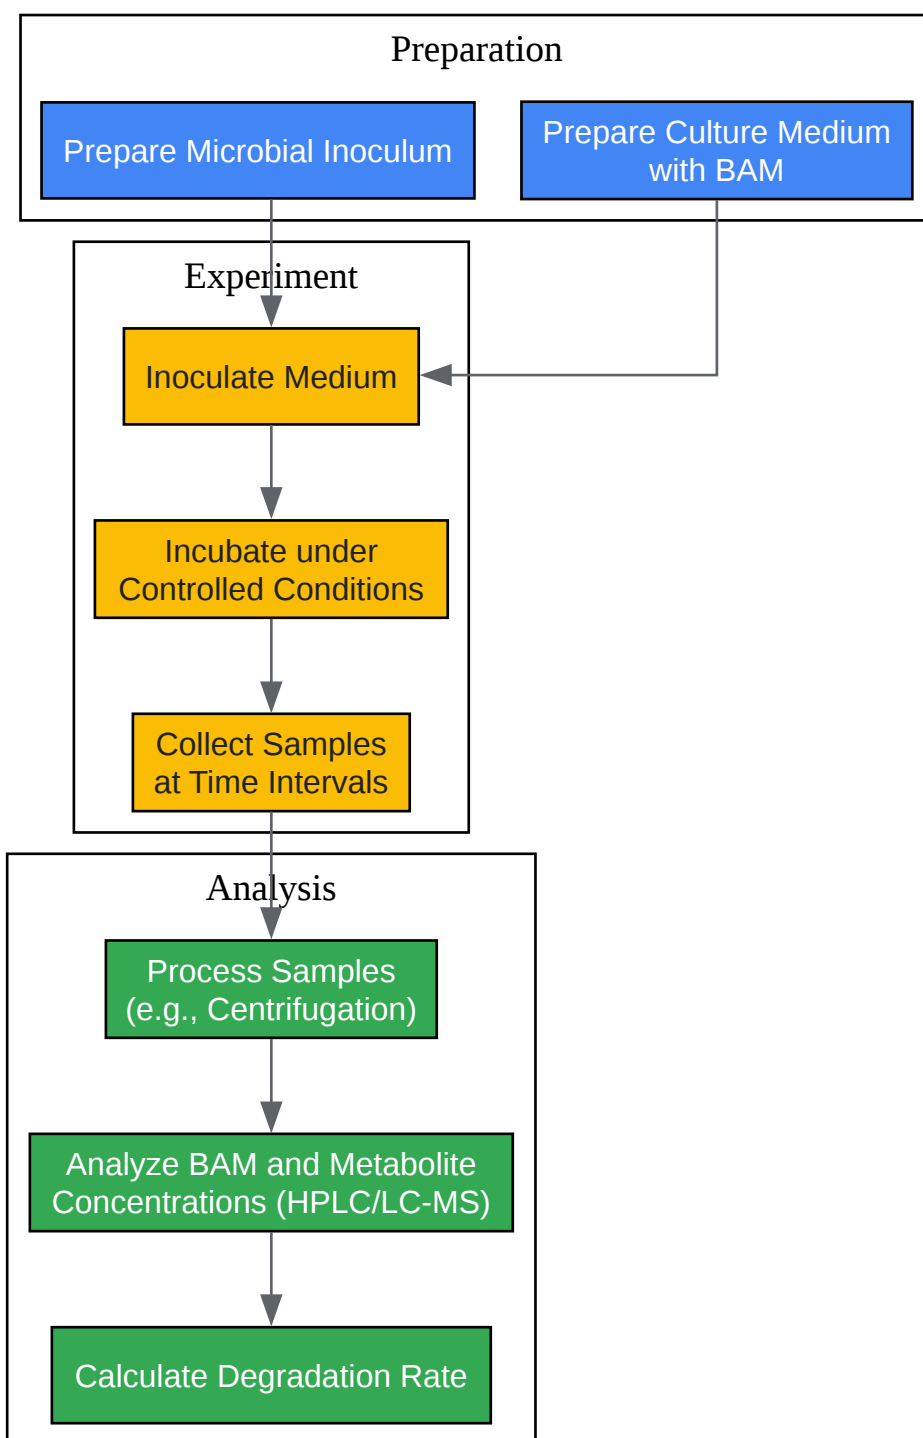 Preparation
Prepare Microbial Inoculum
Prepare Culture Medium
with BAM
Experiment
Inoculate Medium
Incubate under
Controlled Conditions
Collect Samples
at Time Intervals
Analysis
Process Samples
(e.g., Centrifugation)
Analyze BAM and Metabolite
Concentrations (HPLC/LC-MS)
Calculate Degradation Rate